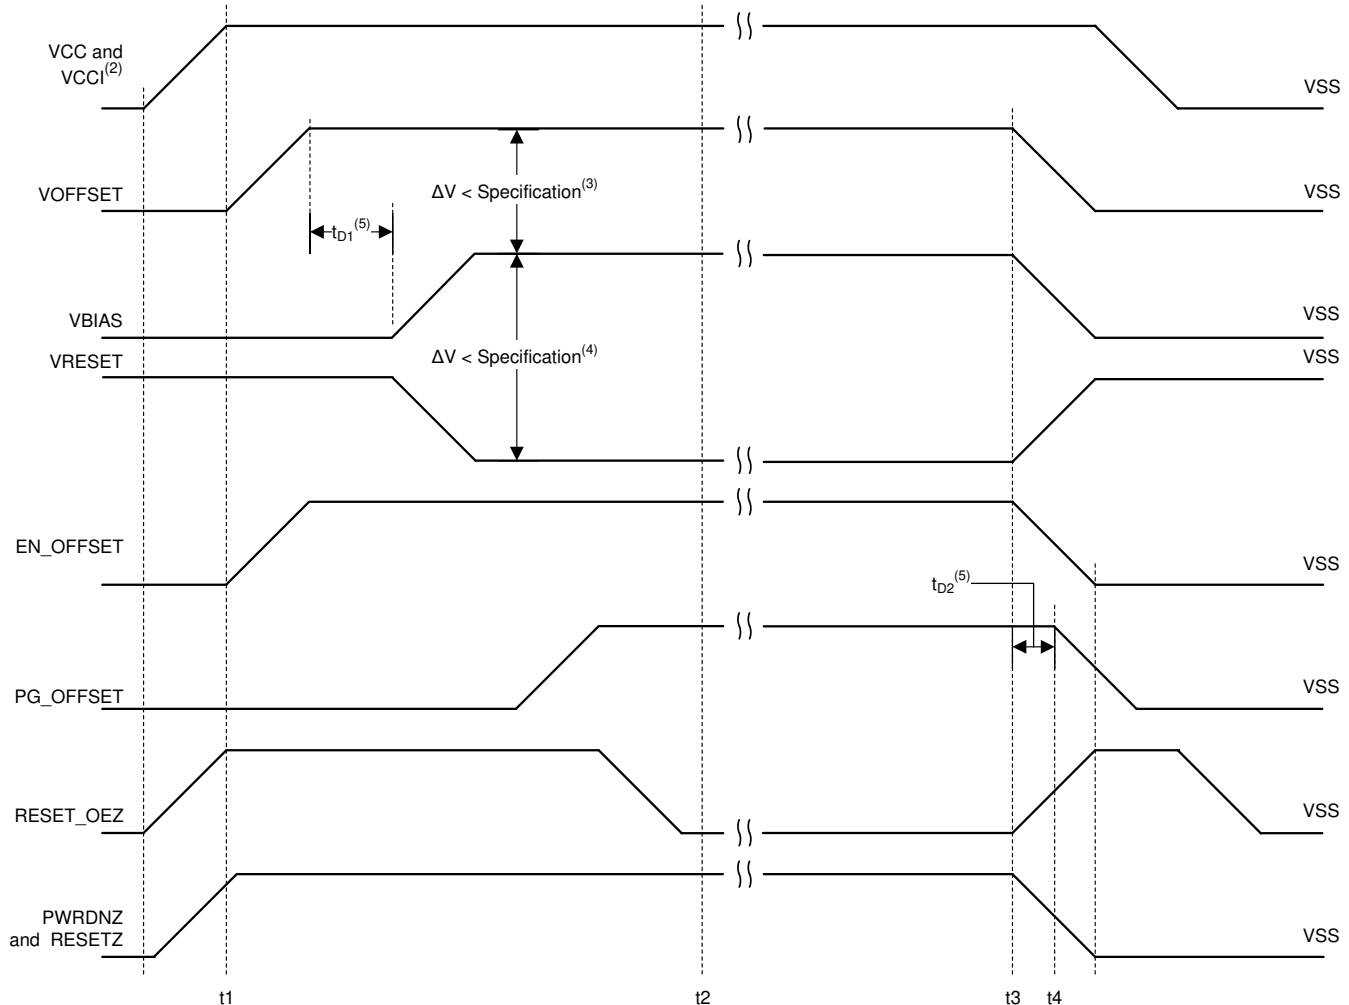 VCC and
VCCI(2)
VSS
VOFFSET
ΔV < Specification(3)
VSS
tD1(5)
VBIAS
VSS
VRESET
ΔV < Specification(4)
VSS
EN_OFFSET
VSS
tD2(5)
PG_OFFSET
VSS
RESET_OEZ
VSS
PWRDNZ
and RESETZ
VSS
t1
t2
t3
t4